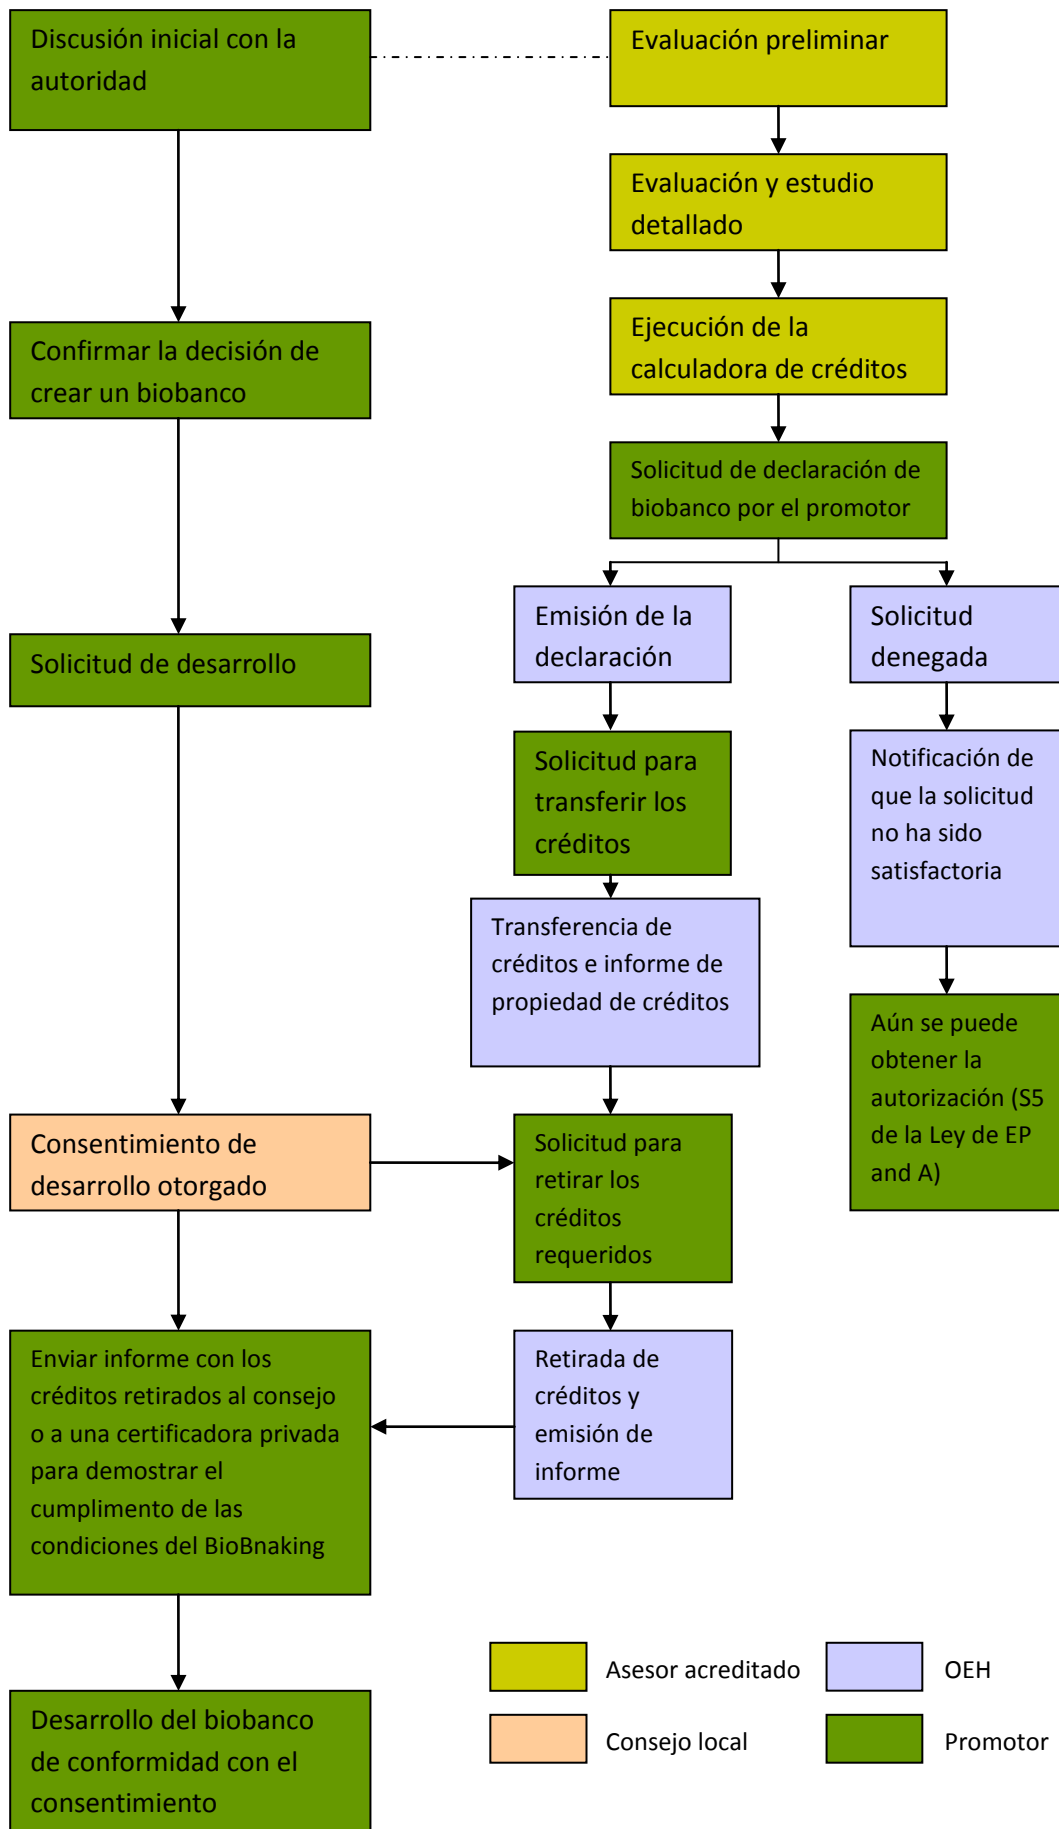 Discusión inicial con la
autoridad
Evaluación preliminar
Evaluación y estudio
detallado
Ejecución de la
calculadora de créditos
Confirmar la decisión de
crear un biobanco
Solicitud de declaración de
biobanco por el promotor
Emisión de la
declaración
Solicitud
denegada
Solicitud de desarrollo
Solicitud para
transferir los
créditos
Notificación de
que la solicitud
no ha sido
satisfactoria
Transferencia de
créditos e informe de
propiedad de créditos
Aún se puede
obtener la
autorización (S5
de la Ley de EP
and A)
Consentimiento de
desarrollo otorgado
Solicitud para
retirar los
créditos
requeridos
Enviar informe con los
créditos retirados al consejo
o a una certificadora privada
para demostrar el
cumplimento de las
condiciones del BioBnaking
Retirada de
créditos y
emisión de
informe
Desarrollo del biobanco
de conformidad con el
consentimiento
Asesor acreditado
OEH
Consejo local
Promotor